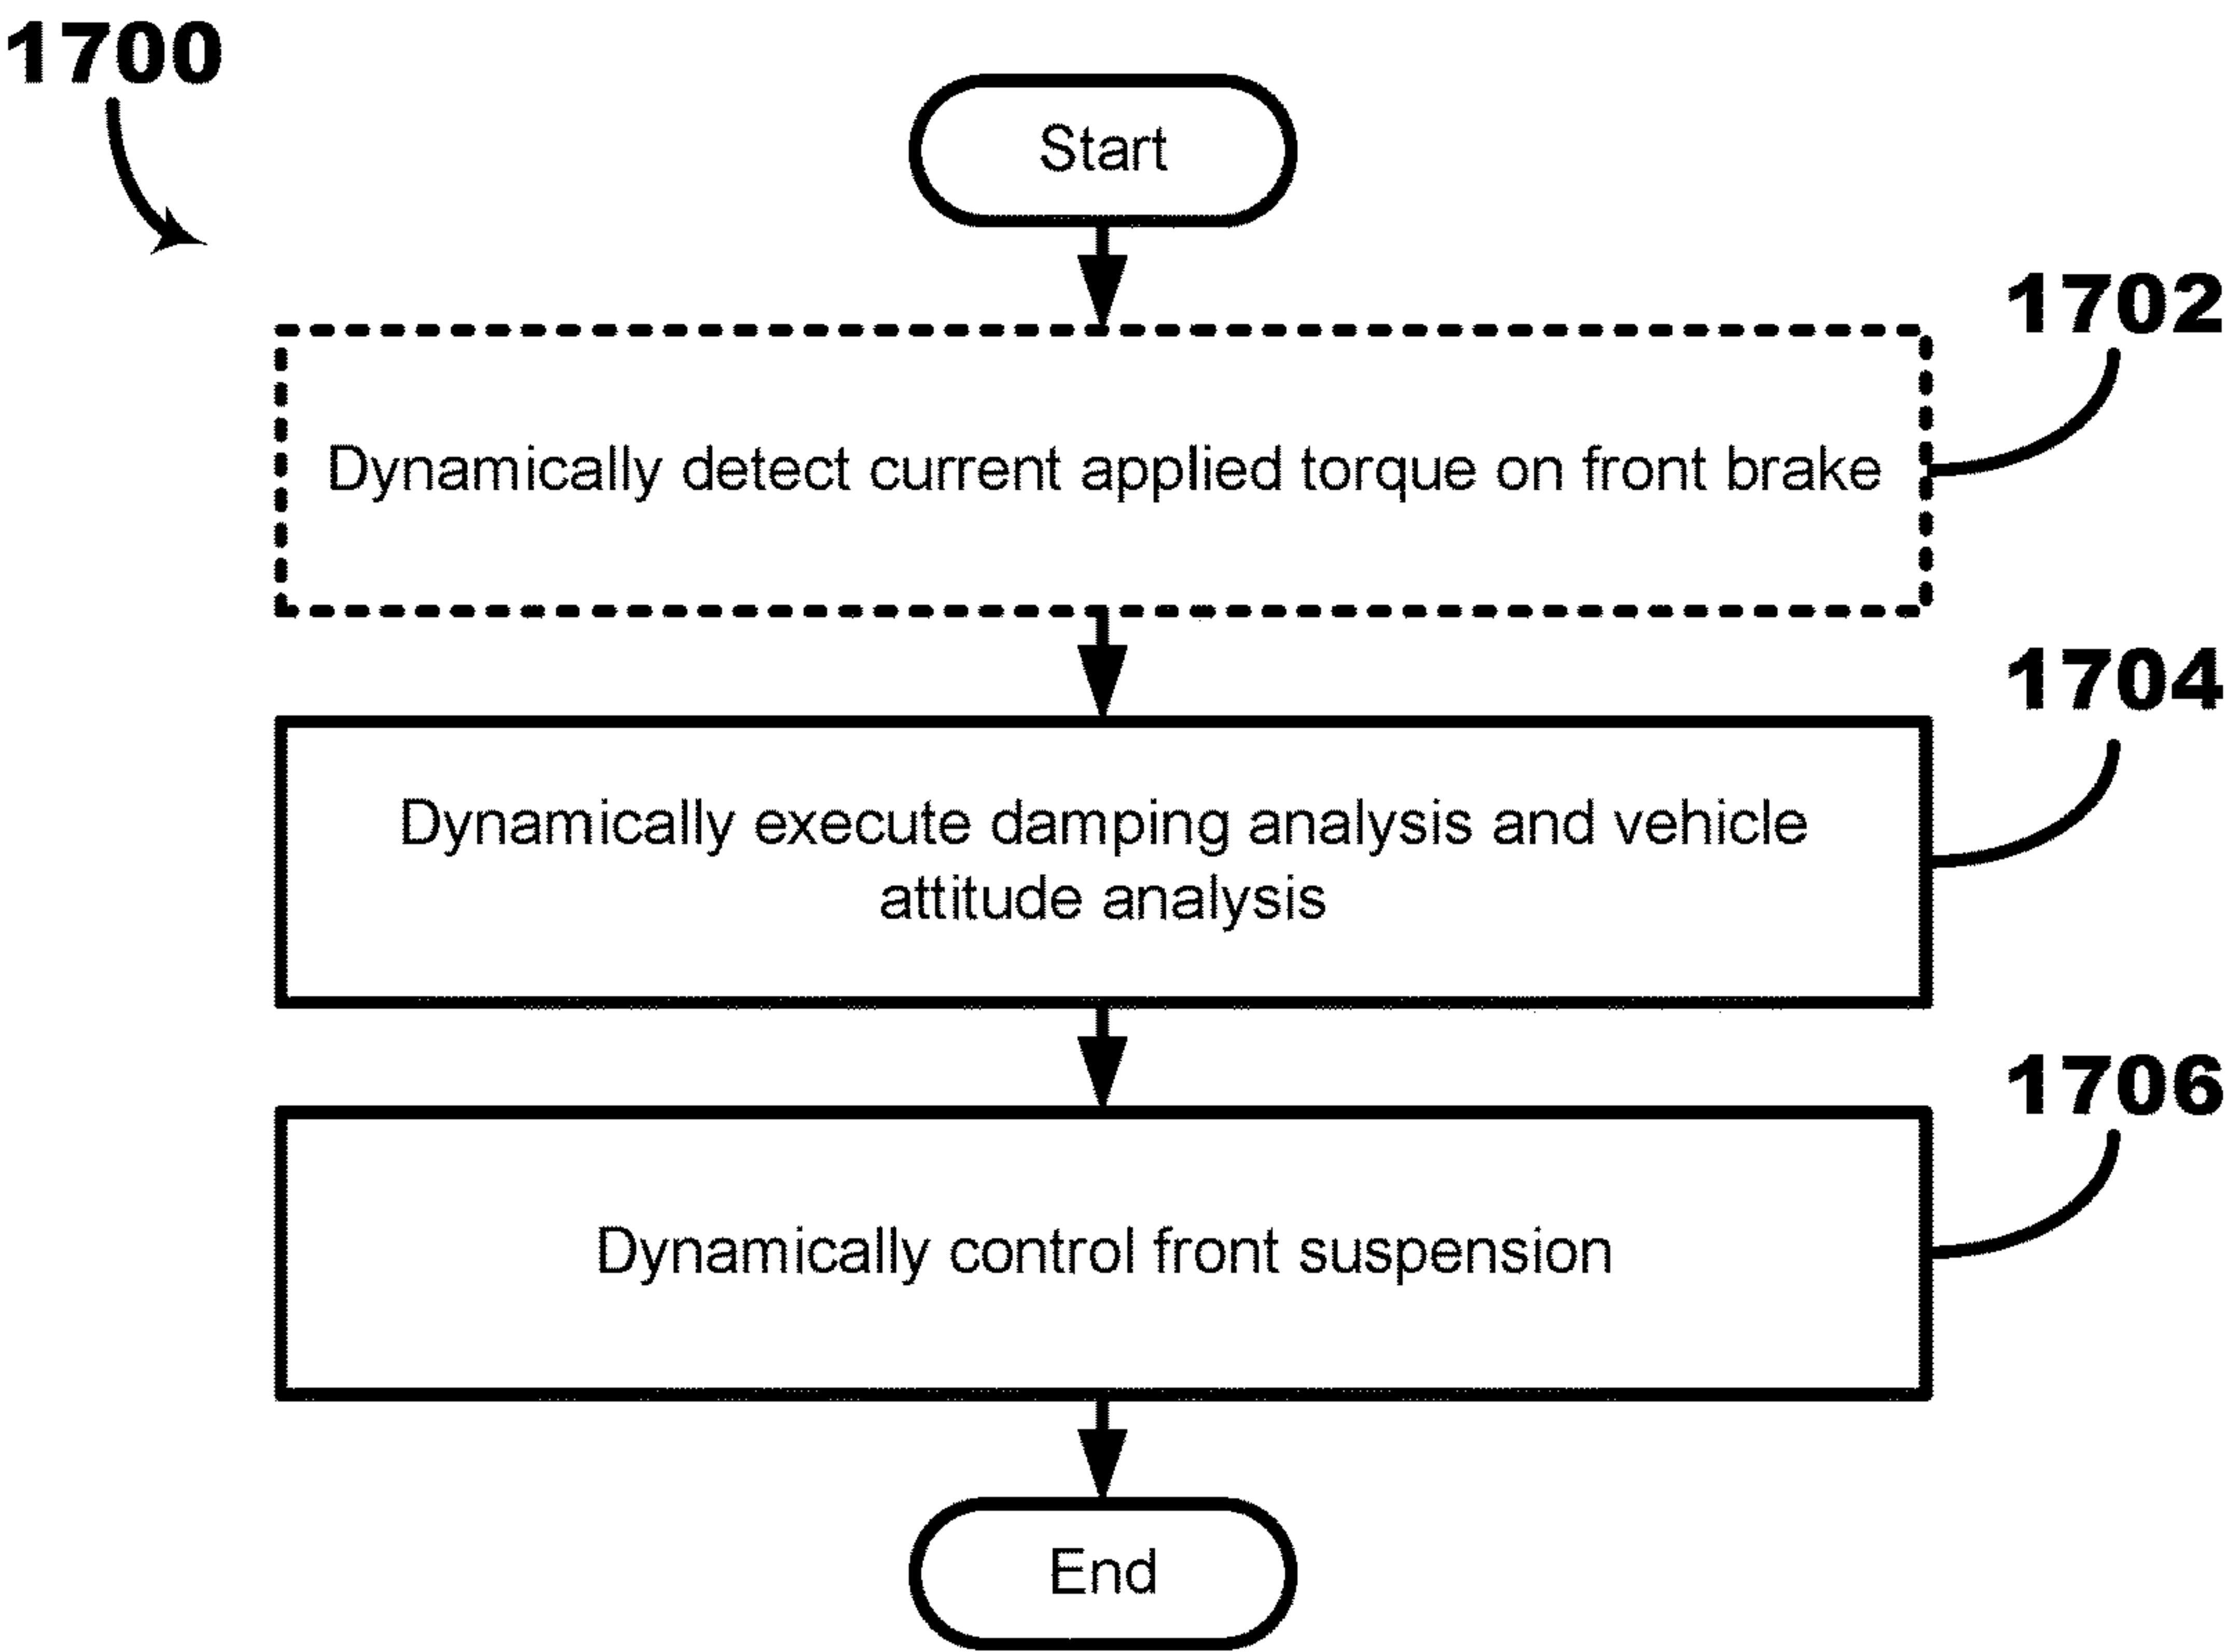 1700
Start
1702
Dynamically detect current applied torque on front brake
1704
Dynamically execute damping analysis and vehicle
attitude analysis
1706
Dynamically control front suspension
End